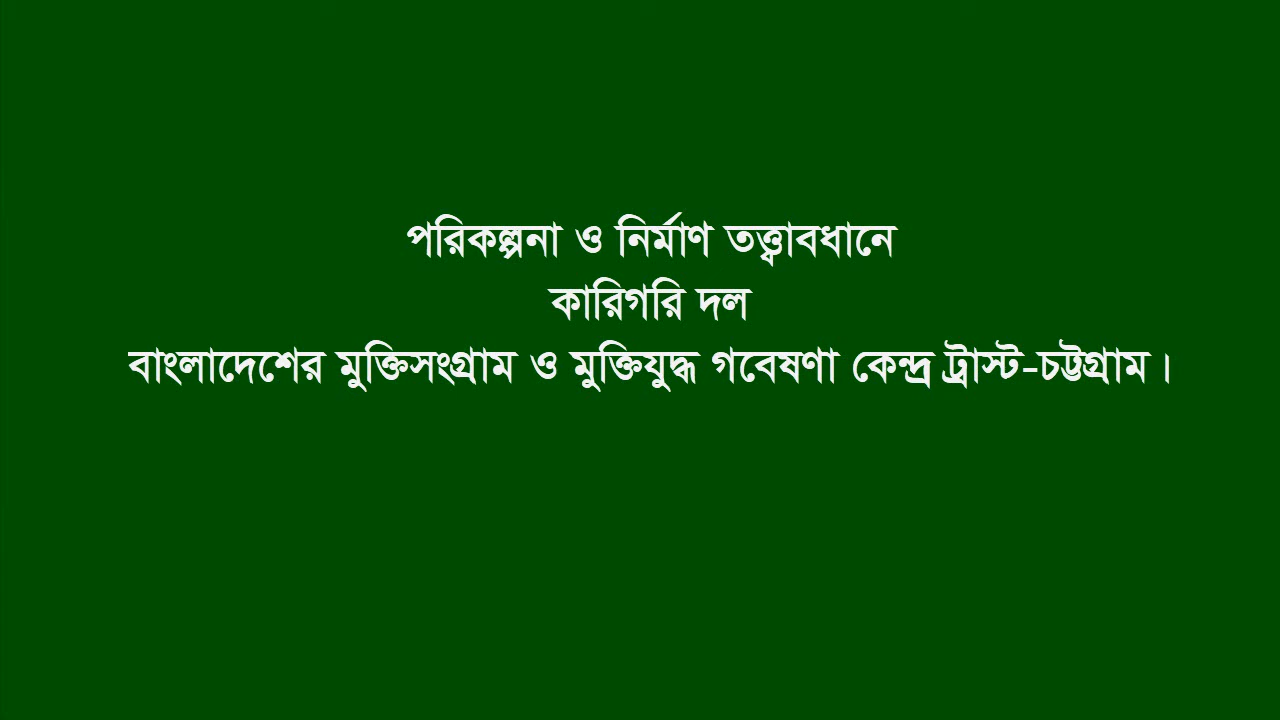 পরিকল্পনা ও নির্মাণ তত্ত্বাবধানে
কারিগরি দল
বাংলাদেশের মুক্তিসংগ্রাম ও মুক্তিযুদ্ধ গবেষণা কেন্দ্র ট্রাস্ট-চট্টগ্রাম।